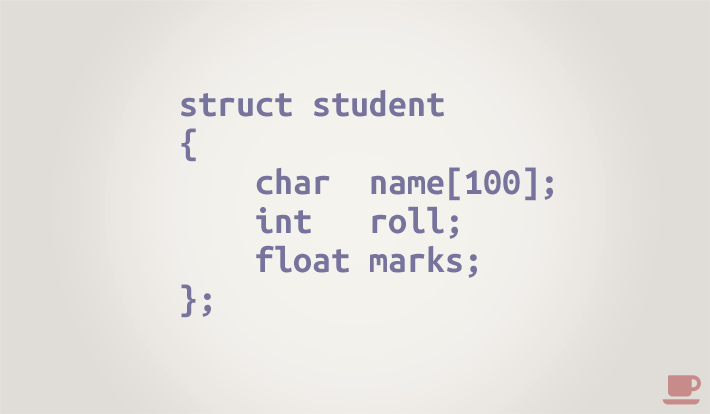 struct student
{
    char  name[100];
    int   roll;
    float marks;
};